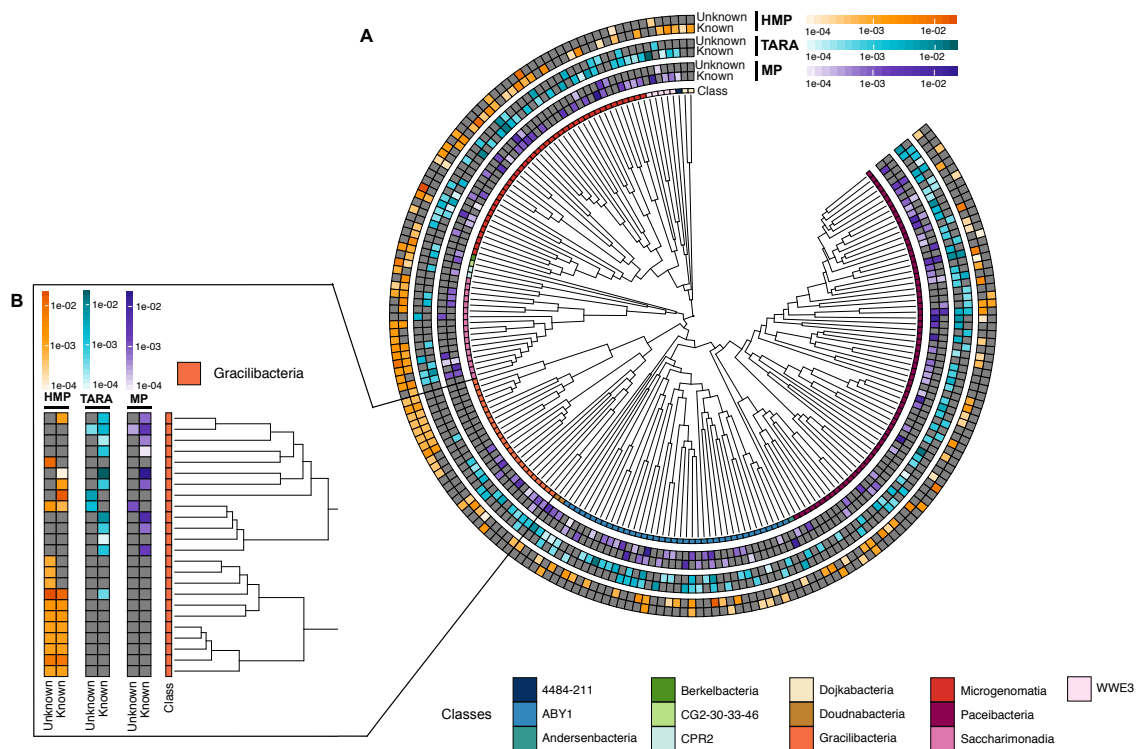 A
Unknown
Known
HMP
1e-04 1e-03 1e-02
Unknown
Known
TARA
1e-04 1e-03 1e-02
Unknown
Known
MP
1e-04 1e-03 1e-02
Class
B
1e-02 1e-02 1e-02
1e-03 1e-03 1e-03
1e-04 1e-04 1e-04
Gracilibacteria
HMP TARA MP
Unknown Known Unknown Known Unknown Known Class
Classes
4484-211
ABY1
Andersenbacteria
Berkelbacteria
CG2-30-33-46
CPR2
Dojkabacteria
Doudnabacteria
Gracilibacteria
Microgenomatia
Paceibacteria
Saccharimonadia
WWE3